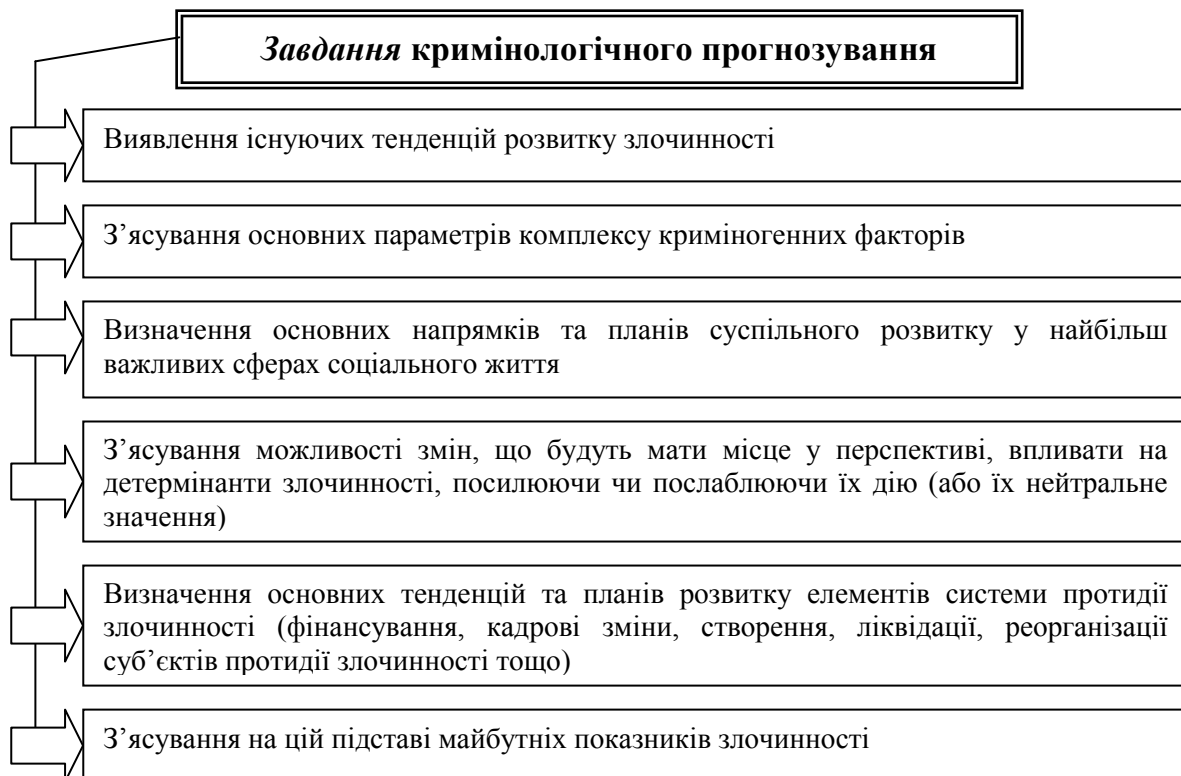 Завдання кримінологічного прогнозування
Виявлення існуючих тенденцій розвитку злочинності
З’ясування основних параметрів комплексу криміногенних факторів
Визначення основних напрямків та планів суспільного розвитку у найбільш
важливих сферах соціального життя
З’ясування можливості змін, що будуть мати місце у перспективі, впливати на
детермінанти злочинності, посилюючи чи послаблюючи їх дію (або їх нейтральне
значення)
Визначення основних тенденцій та планів розвитку елементів системи протидії
злочинності (фінансування, кадрові зміни, створення, ліквідації, реорганізації
суб’єктів протидії злочинності тощо)
З’ясування на цій підставі майбутніх показників злочинності